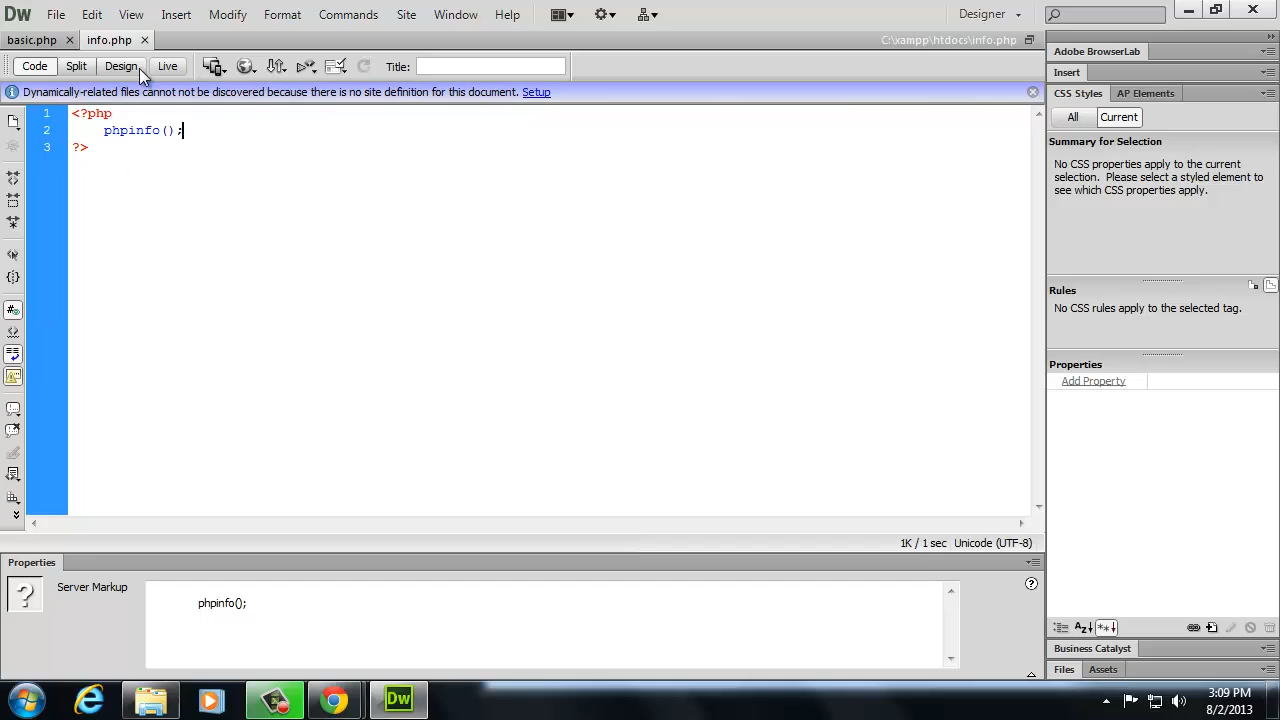 Dw File Edit View Insert Modify Format Commands Site Window Help Designer
basic.php info.php C:\xampp\htdocs\info.php
Code Split Design Live Title:
Dynamically-related files cannot not be discovered because there is no site definition for this document. Setup
1 <?php
2 phpinfo();
3 ?>
1K / 1 sec Unicode (UTF-8)
Properties
Server Markup
phpinfo();
Adobe BrowserLab
Insert
CSS Styles AP Elements
All Current
Summary for Selection
No CSS properties apply to the current
selection. Please select a styled element to
see which CSS properties apply.
Rules
No CSS rules apply to the selected tag.
Properties
Add Property
Business Catalyst
Files Assets
Dw
3:09 PM
8/2/2013